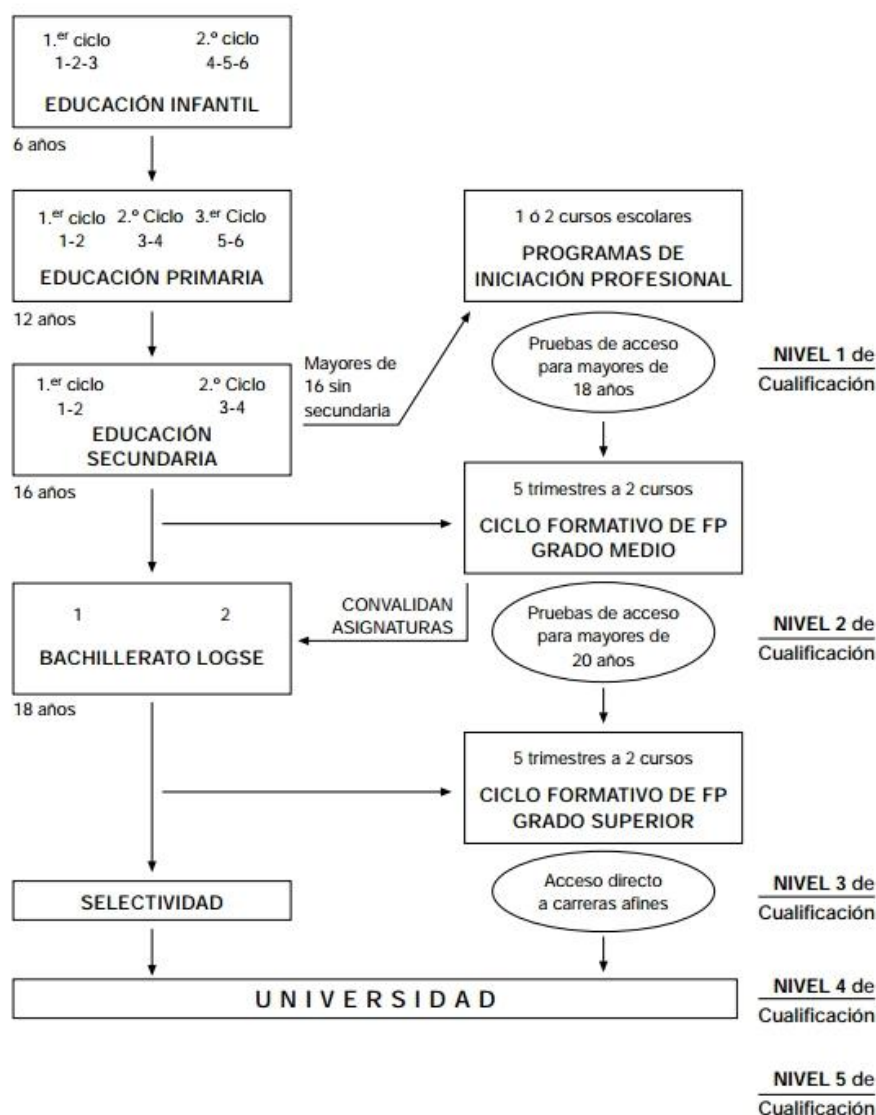 1.er ciclo 2.º ciclo
1-2-3 4-5-6
EDUCACIÓN INFANTIL
6 años
1.er ciclo 2.º Ciclo 3.er Ciclo
1-2 3-4 5-6
EDUCACIÓN PRIMARIA
12 años
1 ó 2 cursos escolares
PROGRAMAS DE
INICIACIÓN PROFESIONAL
Mayores de
16 sin
secundaria
Pruebas de acceso
para mayores de
18 años
NIVEL 1 de
Cualificación
1.er ciclo 2.º Ciclo
1-2 3-4
EDUCACIÓN
SECUNDARIA
16 años
5 trimestres a 2 cursos
CICLO FORMATIVO DE FP
GRADO MEDIO
CONVALIDAN
ASIGNATURAS
Pruebas de acceso
para mayores de
20 años
NIVEL 2 de
Cualificación
1 2
BACHILLERATO LOGSE
18 años
5 trimestres a 2 cursos
CICLO FORMATIVO DE FP
GRADO SUPERIOR
SELECTIVIDAD
Acceso directo
a carreras afines
NIVEL 3 de
Cualificación
UNIVERSIDAD
NIVEL 4 de
Cualificación
NIVEL 5 de
Cualificación